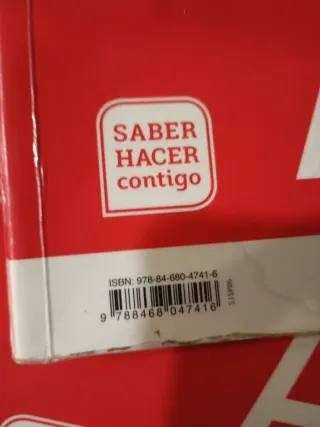 SABER
HACER
contigo
ISBN: 978-84-680-4741-6
9 788468 047416